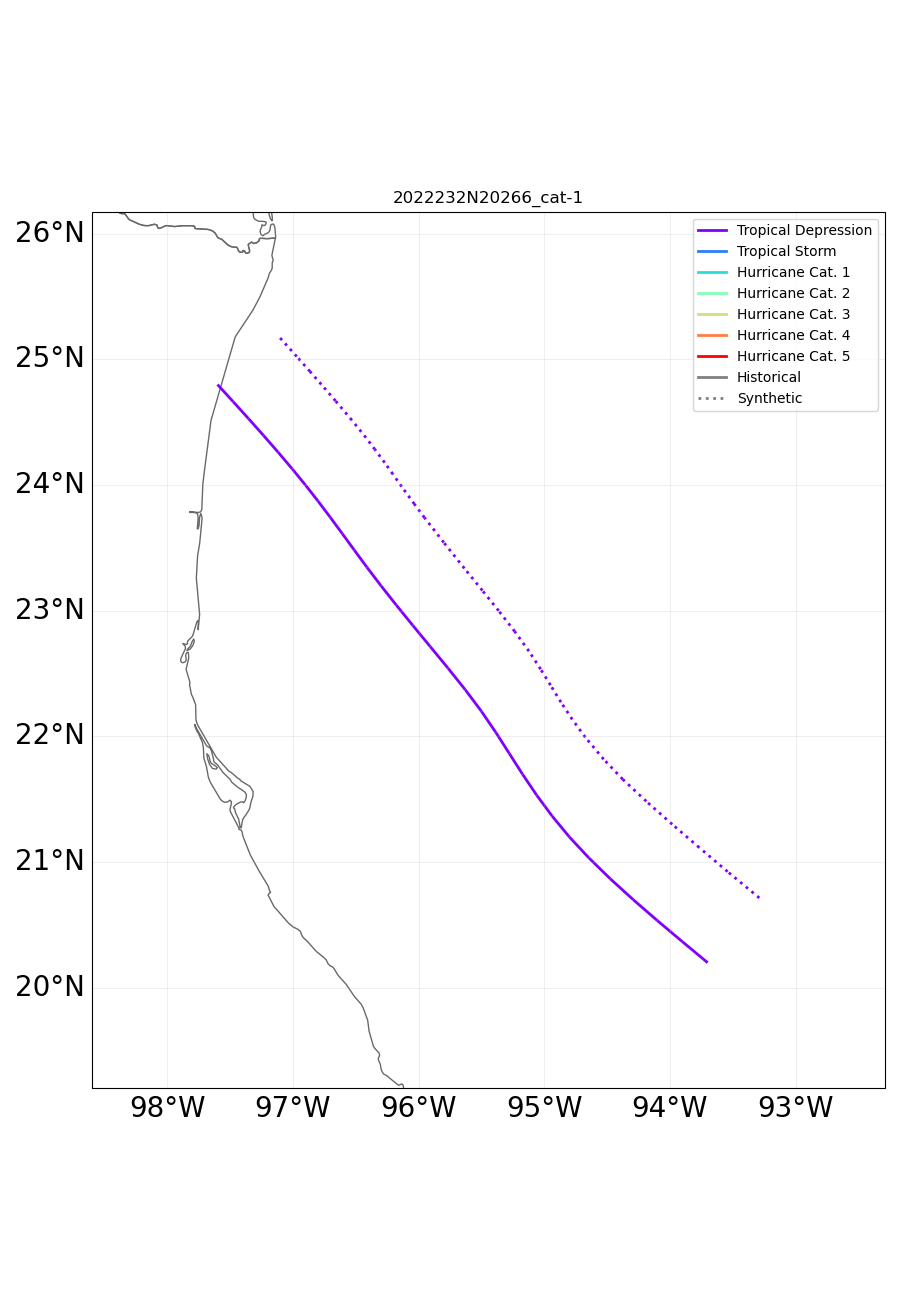 2022232N20266_cat-1
Tropical Depression
Tropical Storm
Hurricane Cat. 1
Hurricane Cat. 2
Hurricane Cat. 3
Hurricane Cat. 4
Hurricane Cat. 5
Historical
Synthetic
26°N
25°N
24°N
23°N
22°N
21°N
20°N
98°W 97°W 96°W 95°W 94°W 93°W